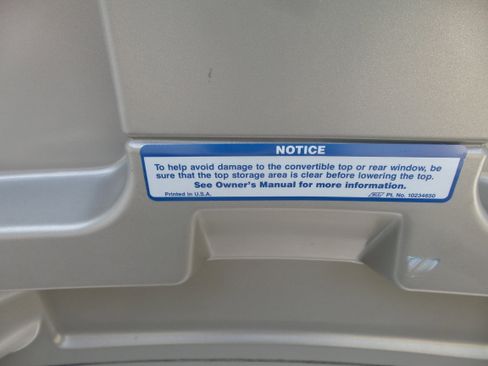 NOTICE
To help avoid damage to the convertible top or rear window, be
sure that the top storage area is clear before lowering the top.
See Owner's Manual for more information.
Printed in U.S.A. PL No. 10234650